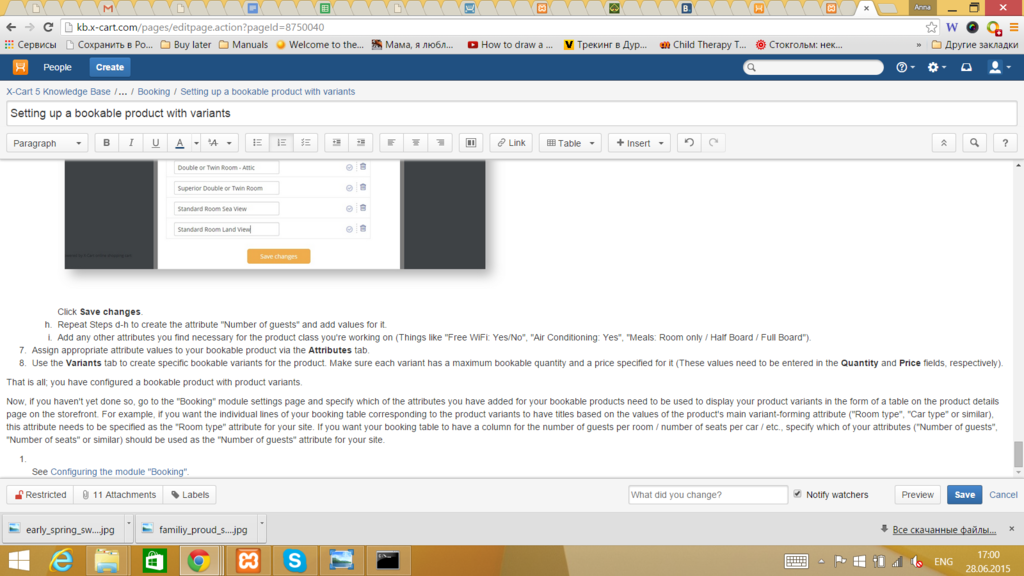 Anna
kb.x-cart.com/pages/editpage.action?pageId=8750040
Сервисы Сохранить в Po... Buy later Manuals Welcome to the... Мама, я любл... How to draw a ... Трекинг в Дур... Child Therapy T... Стокгольм: нек... » Другие закладки
People Create
X-Cart 5 Knowledge Base /... / Booking / Setting up a bookable product with variants
Setting up a bookable product with variants
Paragraph B I U A Link Table + Insert ?
Double or Twin Room - Attic
Superior Double or Twin Room
Standard Room Sea View
Standard Room Land View
Save changes
Click Save changes.
h. Repeat Steps d-h to create the attribute "Number of guests" and add values for it.
i. Add any other attributes you find necessary for the product class you're working on (Things like "Free WiFi: Yes/No", "Air Conditioning: Yes", "Meals: Room only / Half Board / Full Board").
7. Assign appropriate attribute values to your bookable product via the Attributes tab.
8. Use the Variants tab to create specific bookable variants for the product. Make sure each variant has a maximum bookable quantity and a price specified for it (These values need to be entered in the Quantity and Price fields, respectively).
That is all; you have configured a bookable product with product variants.
Now, if you haven't yet done so, go to the "Booking" module settings page and specify which of the attributes you have added for your bookable products need to be used to display your product variants in the form of a table on the product details
page on the storefront. For example, if you want the individual lines of your booking table corresponding to the product variants to have titles based on the values of the product's main variant-forming attribute ("Room type", "Car type" or similar),
this attribute needs to be specified as the "Room type" attribute for your site. If you want your booking table to have a column for the number of guests per room / number of seats per car / etc., specify which of your attributes ("Number of guests",
"Number of seats" or similar) should be used as the "Number of guests" attribute for your site.
1.
See Configuring the module "Booking".
Restricted 11 Attachments Labels What did you change? Notify watchers Preview Save Cancel
early_spring_sw....jpg familiy_proud_s....jpg Все скачанные файлы...
ENG 17:00
28.06.2015